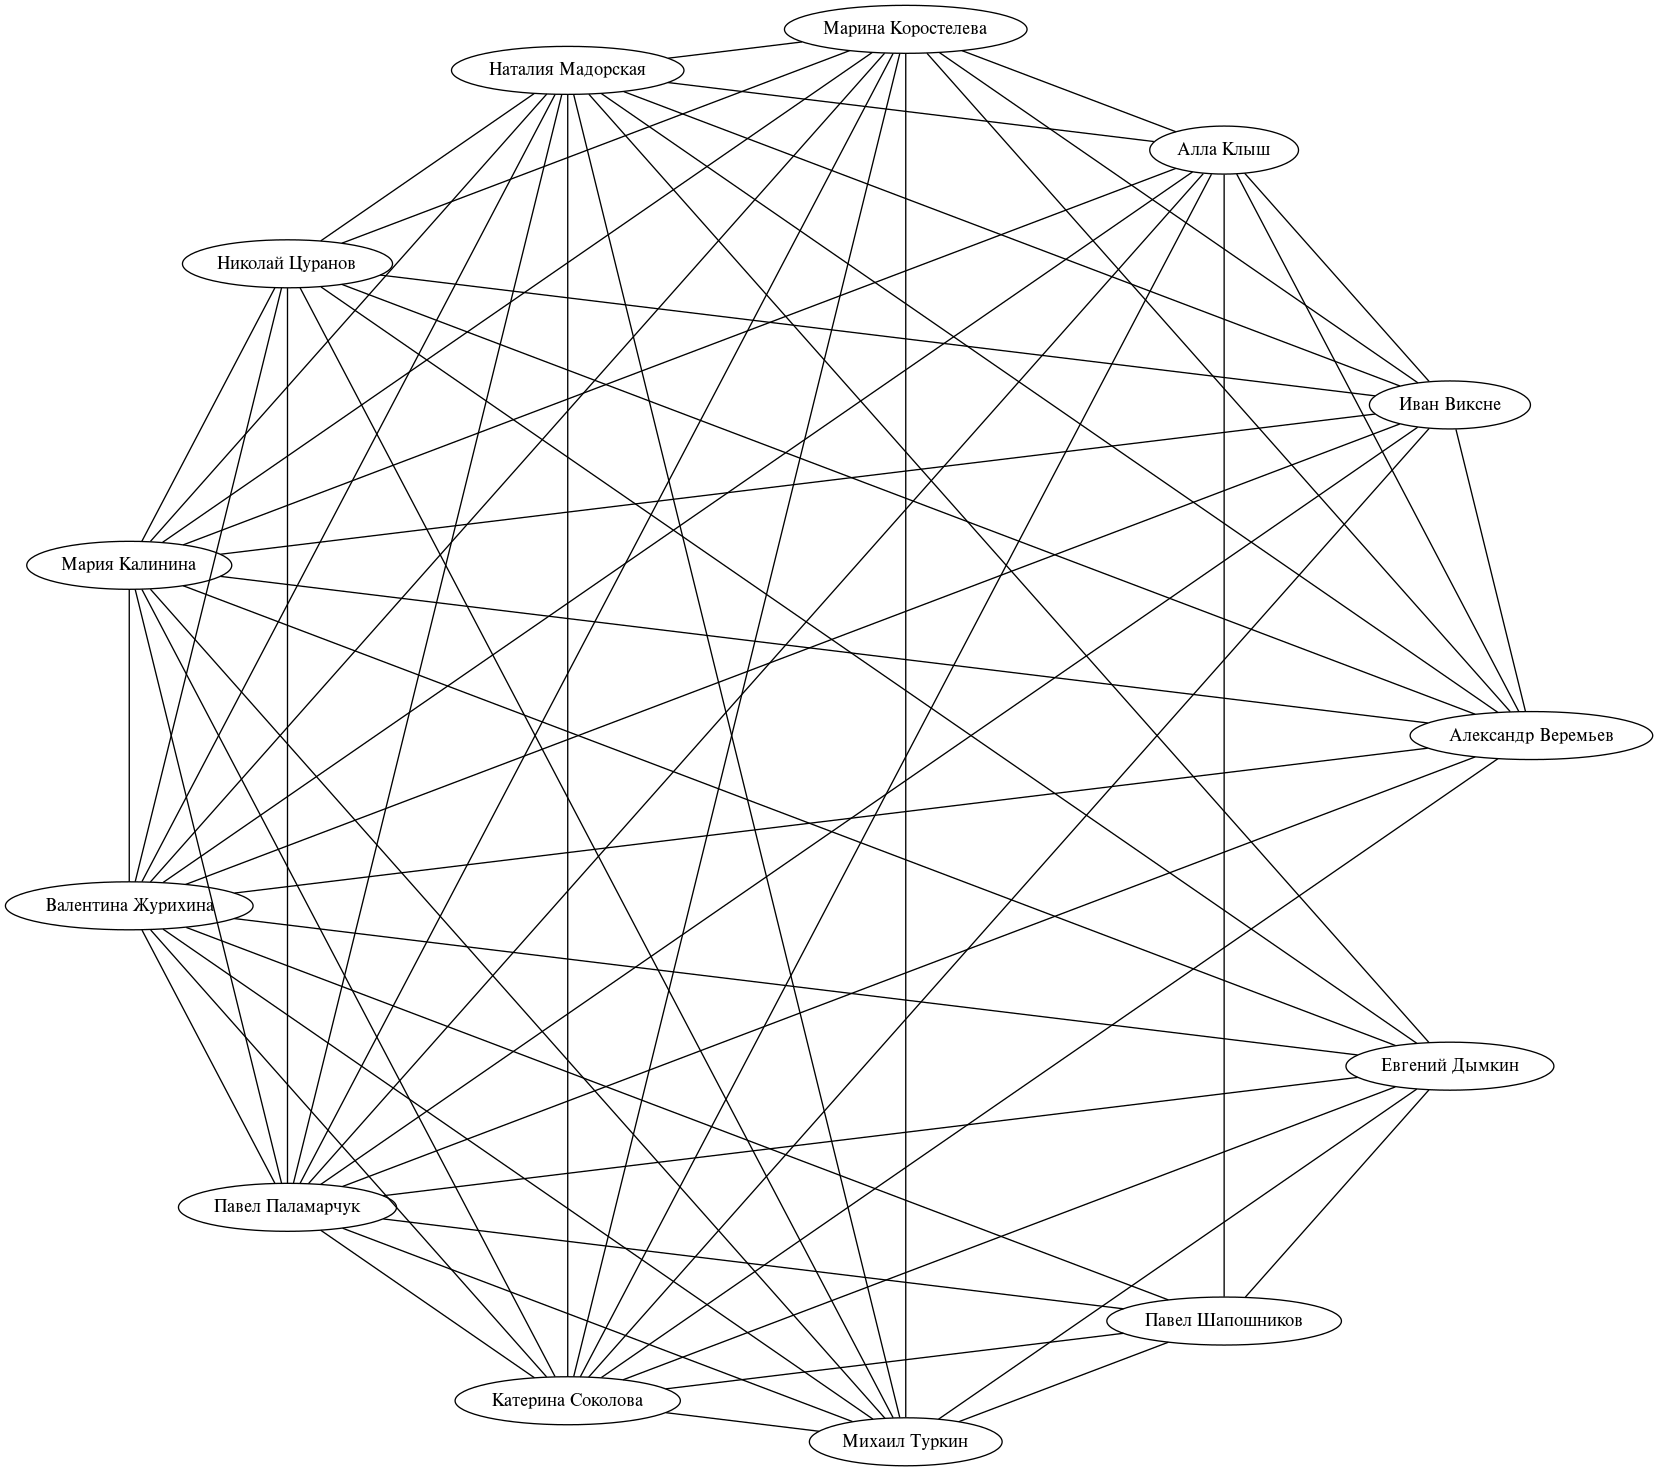 Марина Коростелева
Наталия Мадорская
Алла Клыш
Николай Цуранов
Иван Виксне
Мария Калинина
Александр Веремьев
Валентина Журихина
Евгений Дымкин
Павел Паламарчук
Павел Шапошников
Катерина Соколова
Михаил Туркин